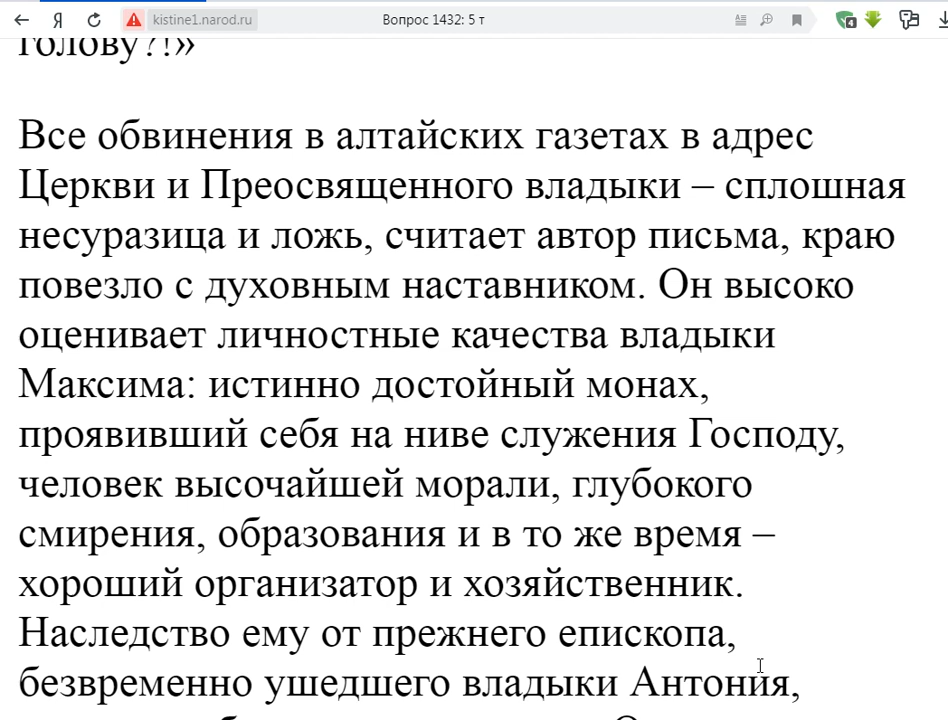 Я kistine1.narod.ru Вопрос 1432: 5 т
голову?!»
Все обвинения в алтайских газетах в адрес
Церкви и Преосвященного владыки – сплошная
несуразица и ложь, считает автор письма, краю
повезло с духовным наставником. Он высоко
оценивает личностные качества владыки
Максима: истинно достойный монах,
проявивший себя на ниве служения Господу,
человек высочайшей морали, глубокого
смирения, образования и в то же время –
хороший организатор и хозяйственник.
Наследство ему от прежнего епископа,
безвременно ушедшего владыки Антония,